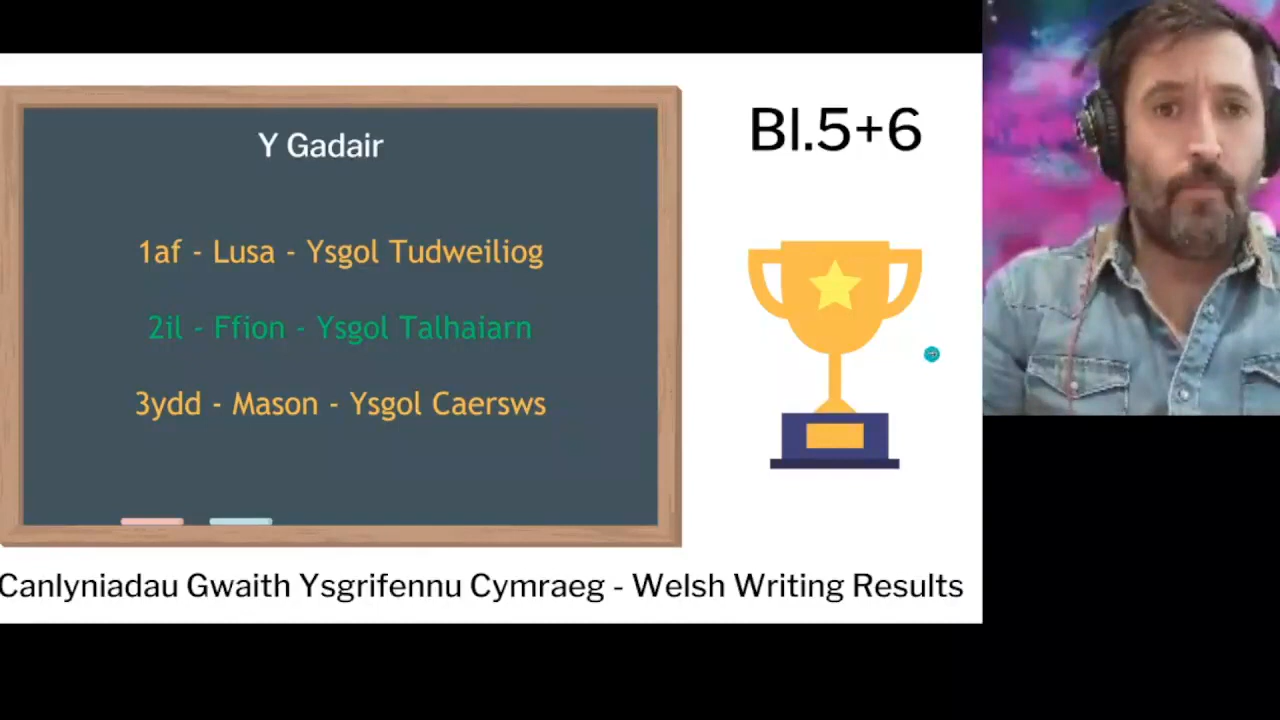 Y Gadair
1af - Lusa - Ysgol Tudweiliog
2il - Ffion - Ysgol Talhaiarn
3ydd - Mason - Ysgol Caersws
Bl.5+6
Canlyniadau Gwaith Ysgrifennu Cymraeg - Welsh Writing Results